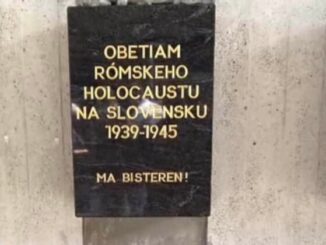 OBETIAM
RÓMSKEHO
HOLOCAUSTU
NA SLOVENSKU
1939-1945
MA BISTEREN!